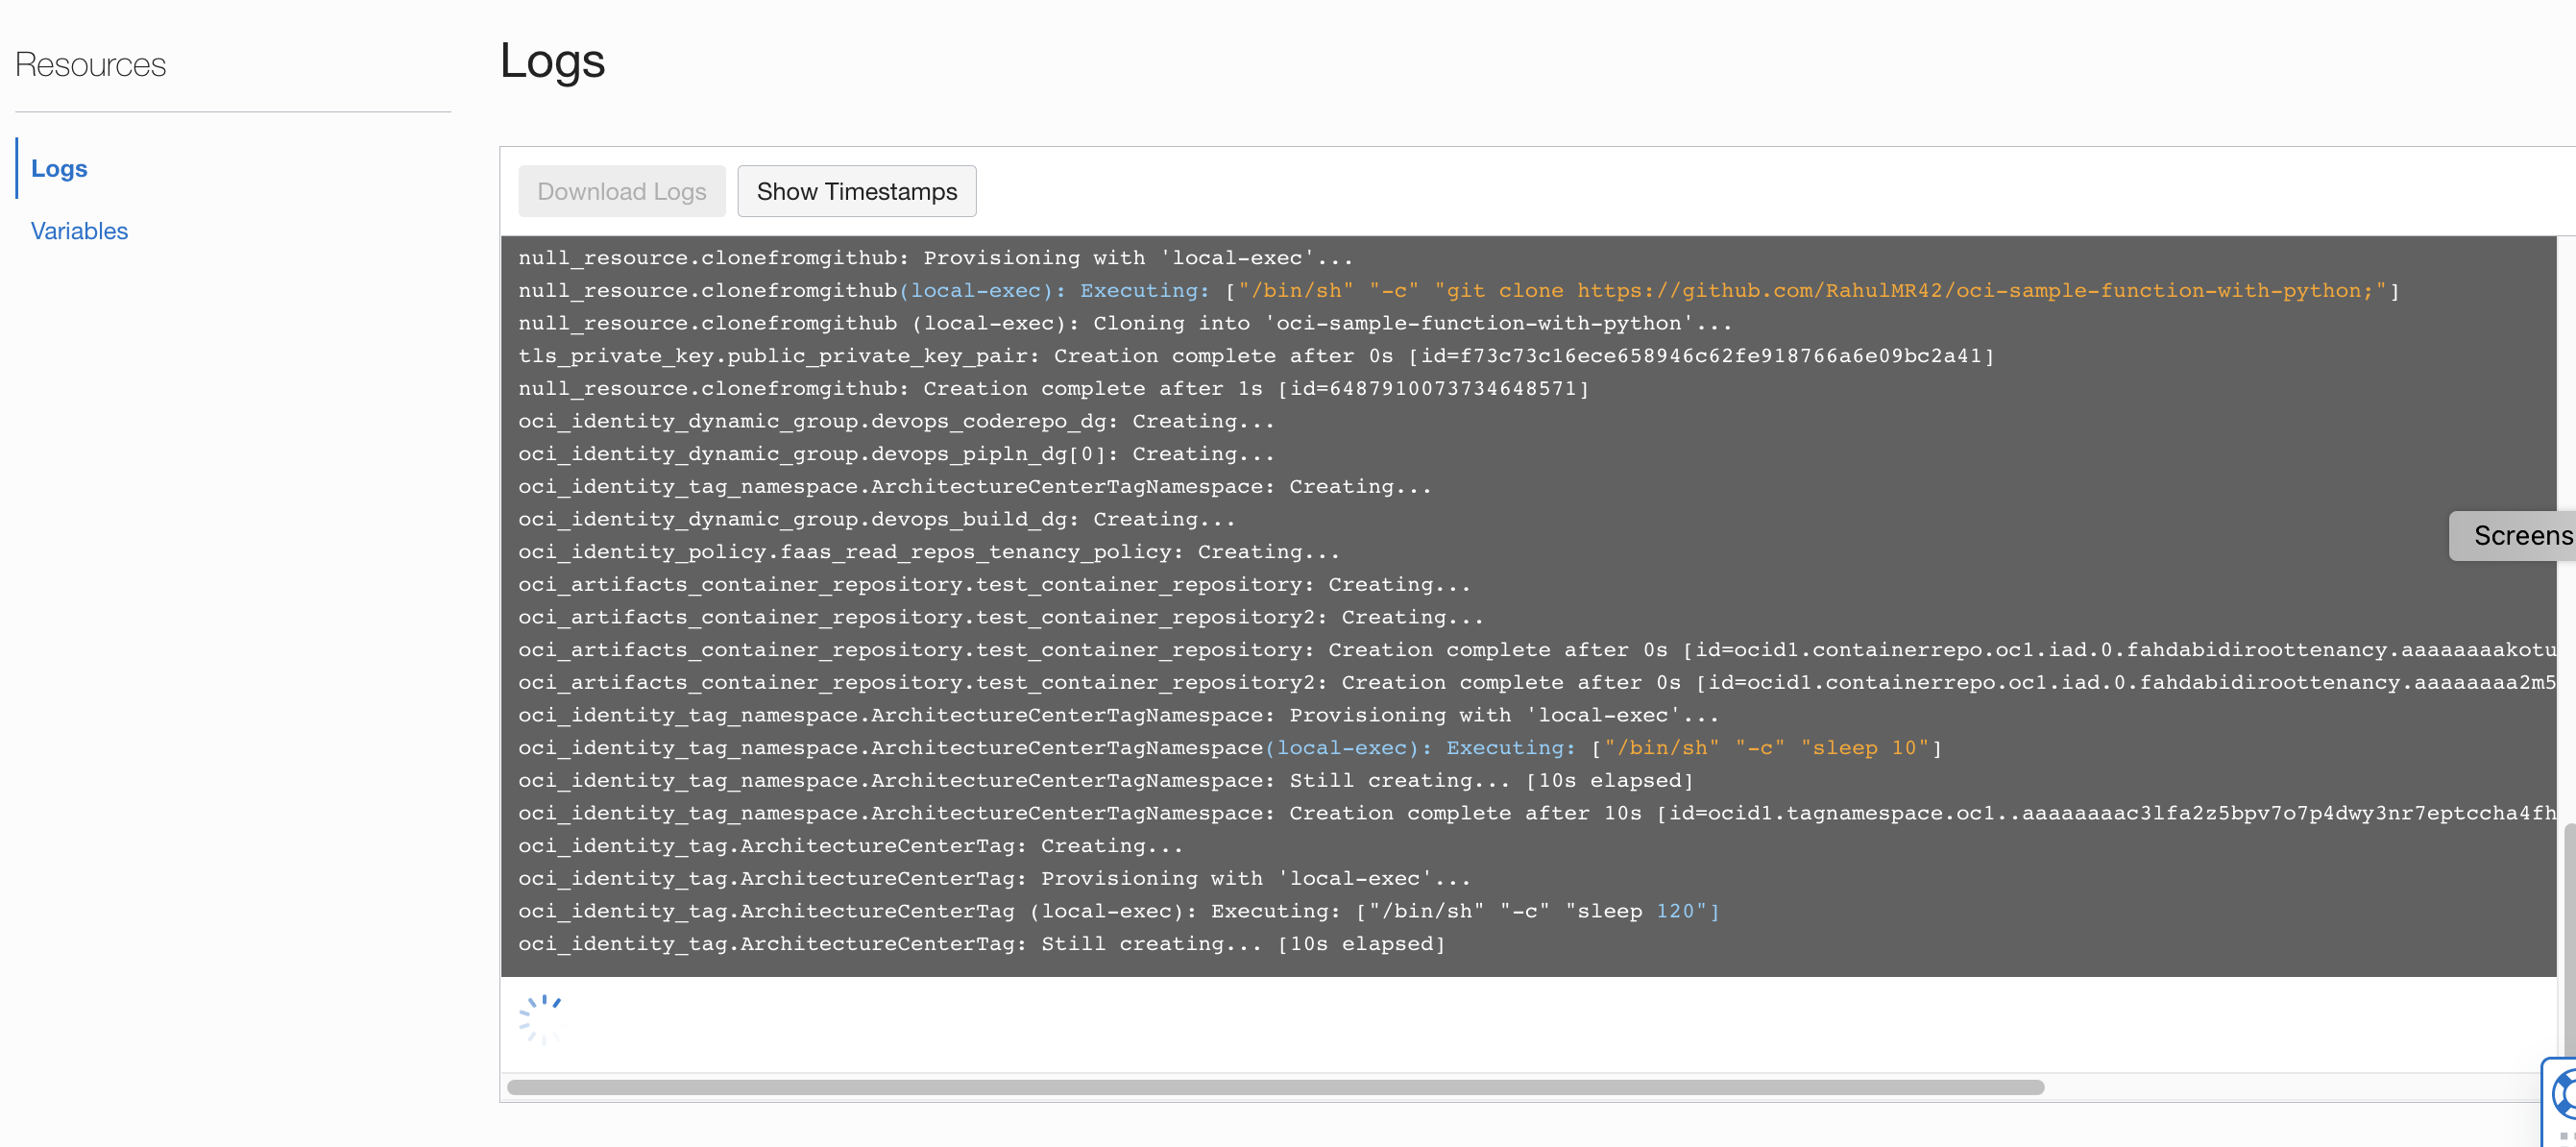 Resources
Logs
Variables
Logs
Download Logs
Show Timestamps
null_resource.clonefromgithub: Provisioning with 'local-exec'...
null_resource.clonefromgithub(local-exec): Executing: ["/bin/sh" "-c" "git clone https://github.com/RahulMR42/oci-sample-function-with-python;"]
null_resource.clonefromgithub (local-exec): Cloning into 'oci-sample-function-with-python'...
tls_private_key.public_private_key_pair: Creation complete after 0s [id=f73c73c16ece658946c62fe918766a6e09bc2a41]
null_resource.clonefromgithub: Creation complete after 1s [id=6487910073734648571]
oci_identity_dynamic_group.devops_coderepo_dg: Creating...
oci_identity_dynamic_group.devops_pipln_dg[0]: Creating...
oci_identity_tag_namespace.ArchitectureCenterTagNamespace: Creating...
oci_identity_dynamic_group.devops_build_dg: Creating...
oci_identity_policy.faas_read_repos_tenancy_policy: Creating...
oci_artifacts_container_repository.test_container_repository: Creating...
oci_artifacts_container_repository.test_container_repository2: Creating...
oci_artifacts_container_repository.test_container_repository: Creation complete after 0s [id=ocid1.containerrepo.oc1.iad.0.fahdabidiroottenancy.aaaaaaaakotu
oci_artifacts_container_repository.test_container_repository2: Creation complete after 0s [id=ocid1.containerrepo.oc1.iad.0.fahdabidiroottenancy.aaaaaaaa2m5
oci_identity_tag_namespace.ArchitectureCenterTagNamespace: Provisioning with 'local-exec'...
oci_identity_tag_namespace.ArchitectureCenterTagNamespace(local-exec): Executing: ["/bin/sh" "-c" "sleep 10"]
oci_identity_tag_namespace.ArchitectureCenterTagNamespace: Still creating... [10s elapsed]
oci_identity_tag_namespace.ArchitectureCenterTagNamespace: Creation complete after 10s [id=ocid1.tagnamespace.oc1..aaaaaaaac3lfa2z5bpv7o7p4dwy3nr7eptccha4fh
oci_identity_tag.ArchitectureCenterTag: Creating...
oci_identity_tag.ArchitectureCenterTag: Provisioning with 'local-exec'...
oci_identity_tag.ArchitectureCenterTag (local-exec): Executing: ["/bin/sh" "-c" "sleep 120"]
oci_identity_tag.ArchitectureCenterTag: Still creating... [10s elapsed]
Screens